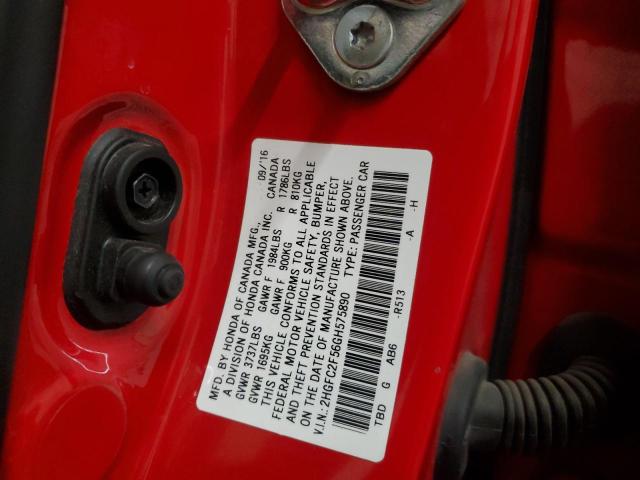 MFD. BY HONDA OF CANADA MFG. 09/'16
A DIVISION OF HONDA CANADA INC. CANADA
GVWR 3737LBS GAWR F 1984LBS R 1786LBS
GVWR 1695KG GAWR F 900KG R 810KG
THIS VEHICLE CONFORMS TO ALL APPLICABLE
FEDERAL MOTOR VEHICLE SAFETY, BUMPER,
AND THEFT PREVENTION STANDARDS IN EFFECT
ON THE DATE OF MANUFACTURE SHOWN ABOVE.
V.I.N.: 2HGFC2F56GH575890 TYPE: PASSENGER CAR
-R513 -A -H
TBD G AB6